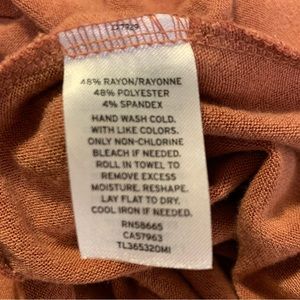 48% RAYON/RAYONNE
48% POLYESTER
4% SPANDEX
HAND WASH COLD.
WITH LIKE COLORS.
ONLY NON-CHLORINE
BLEACH IF NEEDED.
ROLL IN TOWEL TO
REMOVE EXCESS
MOISTURE. RESHAPE.
LAY FLAT TO DRY.
COOL IRON IF NEEDED.
RN58665
CA57963
TL365320MI